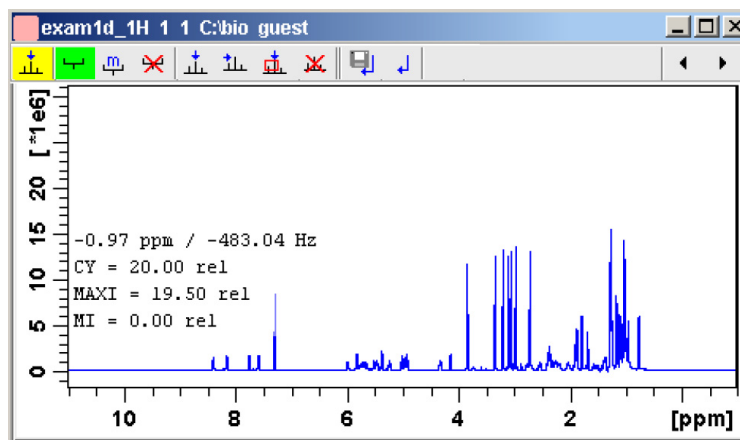 exam1d_1H 1 1 C:\bio guest
[*1e6]
20
15
10
5
0
-0.97 ppm / -483.04 Hz
CY = 20.00 rel
MAXI = 19.50 rel
MI = 0.00 rel
10 8 6 4 2 [ppm]